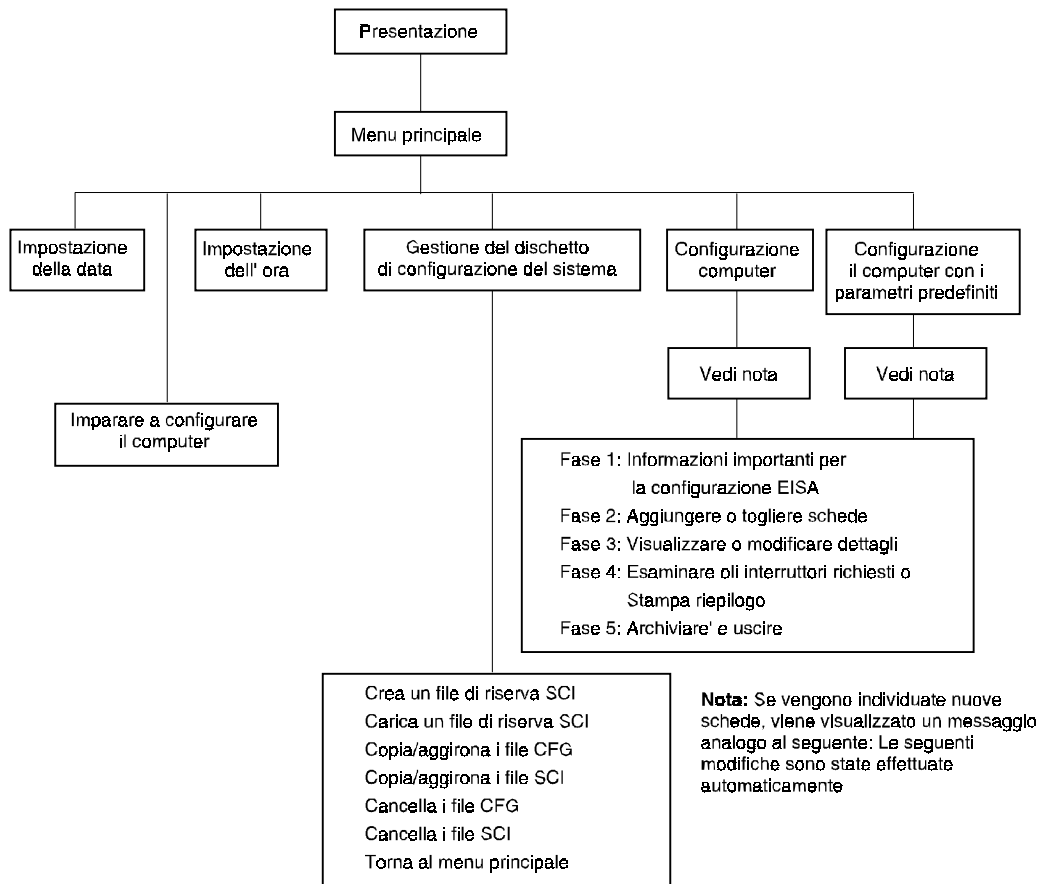 Presentazione
Menu principale
Impostazione
della data
Impostazione
dell' ora
Gestione del dischetto
di configurazione del sistema
Configurazione
computer
Configurazione
il computer con i
parametri predefiniti
Vedi nota
Vedi nota
Imparare a configurare
il computer
Fase 1: Informazioni importanti per
la configurazione EISA
Fase 2: Aggiungere o togliere schede
Fase 3: Visualizzare o modificare dettagli
Fase 4: Esaminare oli interruttori richiesti o
Stampa riepilogo
Fase 5: Archiviare' e uscire
Crea un file di riserva SCI
Carica un file di riserva SCI
Copia/aggirona i file CFG
Copia/aggirona i file SCI
Cancella i file CFG
Cancella i file SCI
Torna al menu principale
Nota: Se vengono individuate nuove
schede, viene visualizzato un messaggio
analogo al seguente: Le seguenti
modifiche sono state effettuate
automaticamente